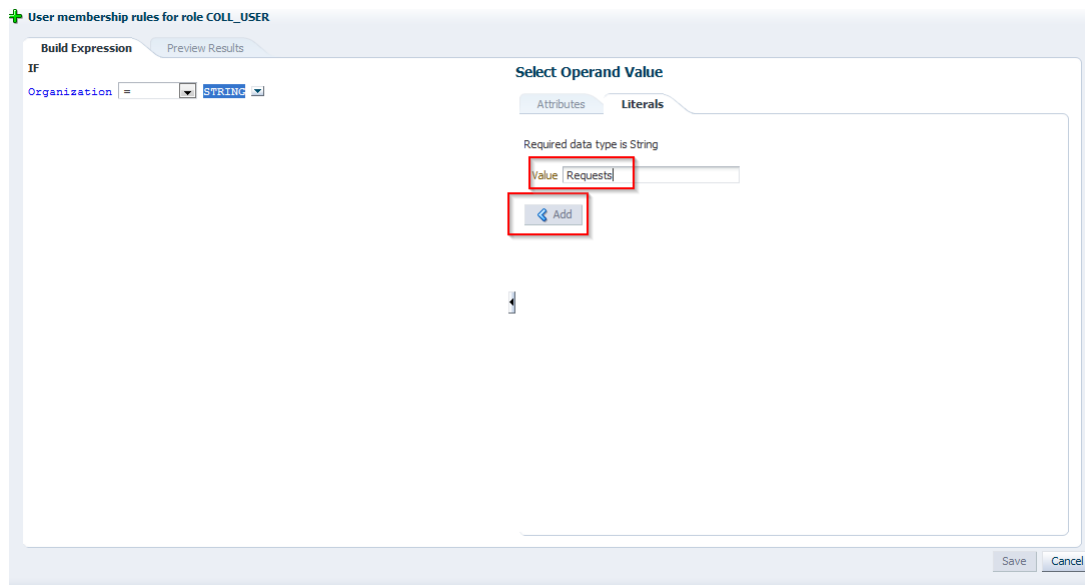 User membership rules for role COLL_USER
Build Expression Preview Results
IF
Organization = STRING
Select Operand Value
Attributes Literals
Required data type is String
Value Requests
Add
Save Cancel